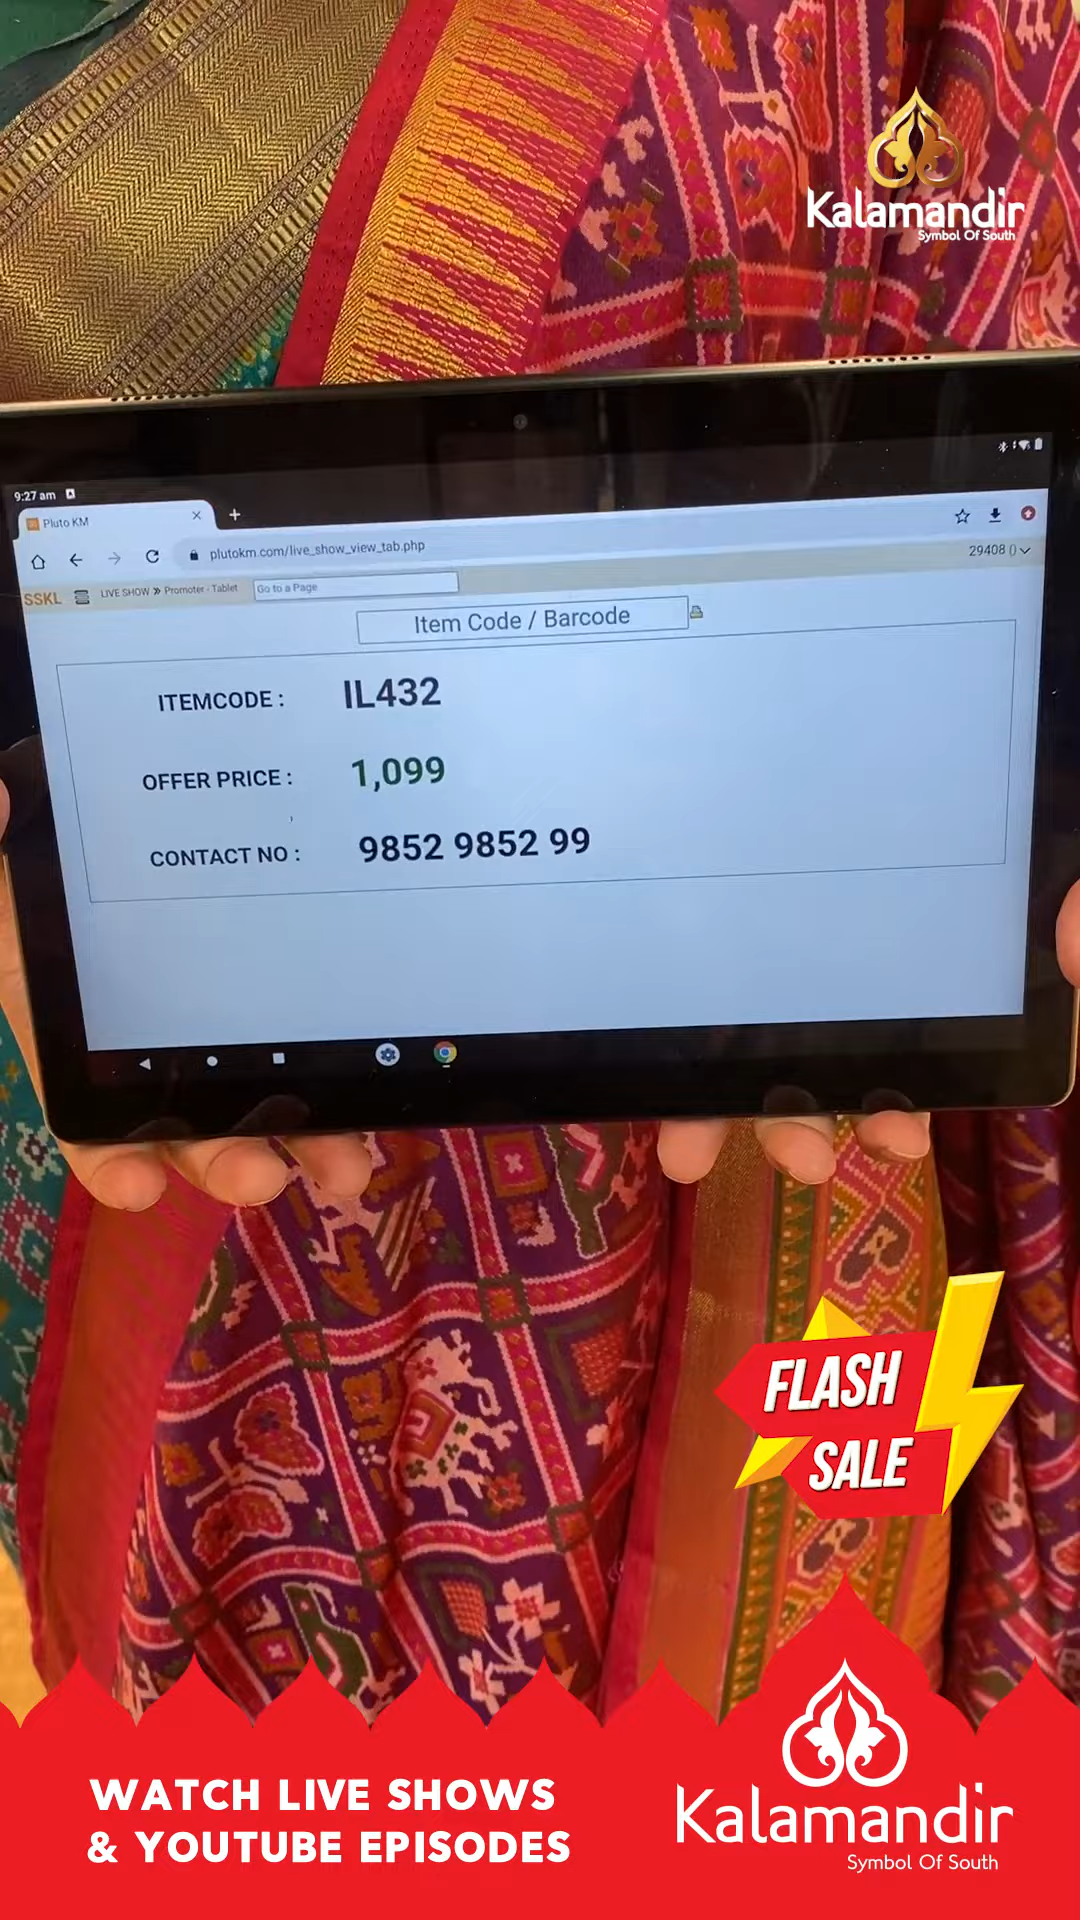 Kalamandir
Symbol Of South
9:27 am
Pluto KM
plutokm.com/live_show_view_tab.php
29408 ()
SSKL
LIVE SHOW >> Promoter - Tablet
Go to a Page
Item Code / Barcode
ITEMCODE : IL432
OFFER PRICE : 1,099
CONTACT NO : 9852 9852 99
FLASH
SALE
WATCH LIVE SHOWS
& YOUTUBE EPISODES
Kalamandir
Symbol Of South